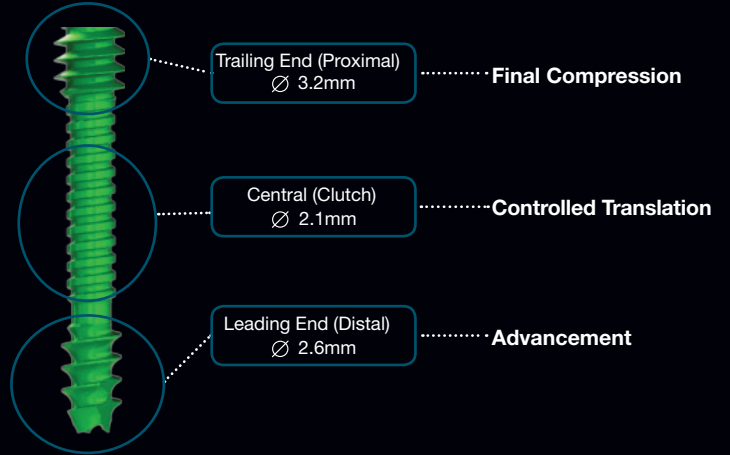 Trailing End (Proximal)
∅ 3.2mm
Final Compression
Central (Clutch)
∅ 2.1mm
Controlled Translation
Leading End (Distal)
∅ 2.6mm
Advancement